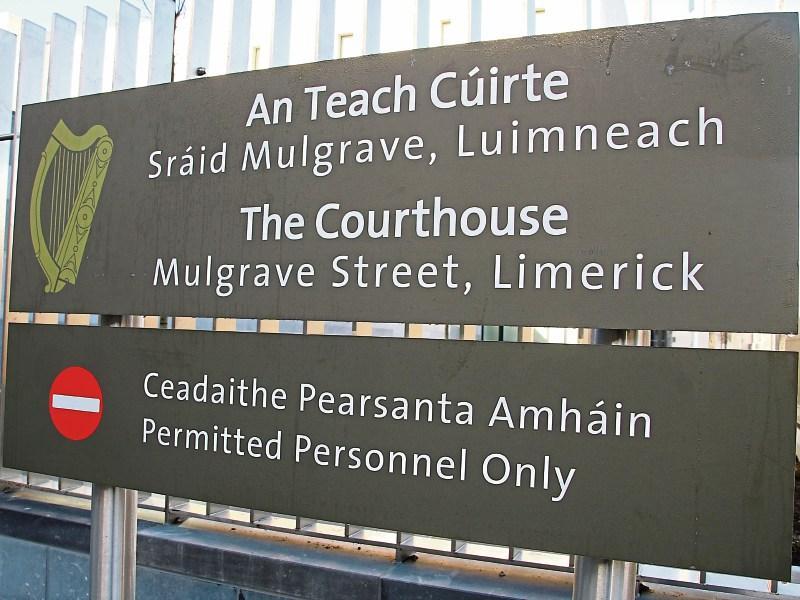 An Teach Cúirte
Sráid Mulgrave, Luimneach
The Courthouse
Mulgrave Street, Limerick
Ceadaithe Pearsanta Amháin
Permitted Personnel Only